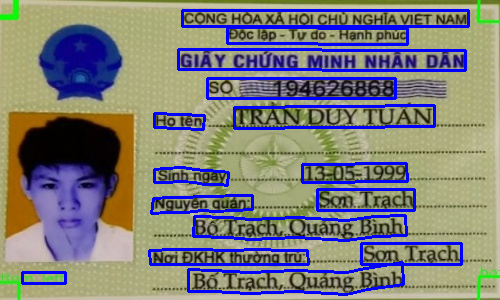 CỘNG HÒA XÃ HỘI CHỦ NGHĨA VIỆT NAM
Độc lập - Tự do - Hạnh phúc
GIẤY CHỨNG MINH NHÂN DÂN
SỐ 194626868
Họ tên TRẦN DUY TUẤN
Sinh ngày 13-05-1999
Nguyên quán: Sơn Trạch
Bố Trạch, Quảng Bình
Nơi ĐKHK thường trú: Sơn Trạch
Bố Trạch, Quảng Bình